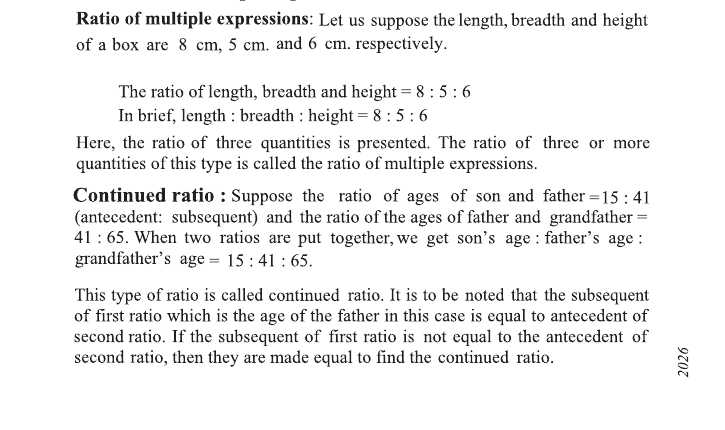 Ratio of multiple expressions: Let us suppose the length, breadth and height
of a box are 8 cm, 5 cm. and 6 cm. respectively.
The ratio of length, breadth and height = 8 : 5 : 6
In brief, length : breadth : height = 8 : 5 : 6
Here, the ratio of three quantities is presented. The ratio of three or more
quantities of this type is called the ratio of multiple expressions.
Continued ratio : Suppose the ratio of ages of son and father =15 : 41
(antecedent: subsequent) and the ratio of the ages of father and grandfather =
41 : 65. When two ratios are put together, we get son's age : father's age :
grandfather's age = 15 : 41 : 65.
This type of ratio is called continued ratio. It is to be noted that the subsequent
of first ratio which is the age of the father in this case is equal to antecedent of
second ratio. If the subsequent of first ratio is not equal to the antecedent of
second ratio, then they are made equal to find the continued ratio.
2026